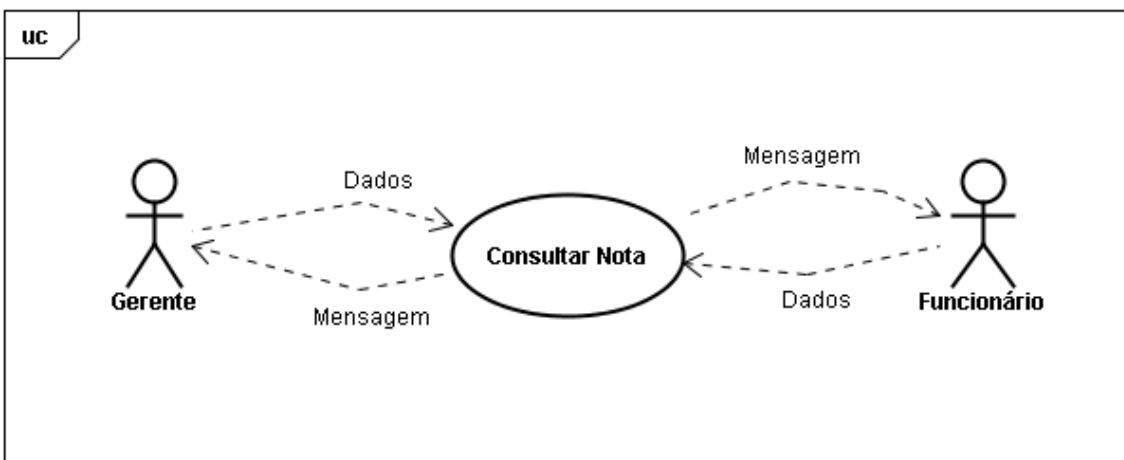 uc
Mensagem
Dados
Consultar Nota
Gerente
Mensagem
Dados
Funcionário